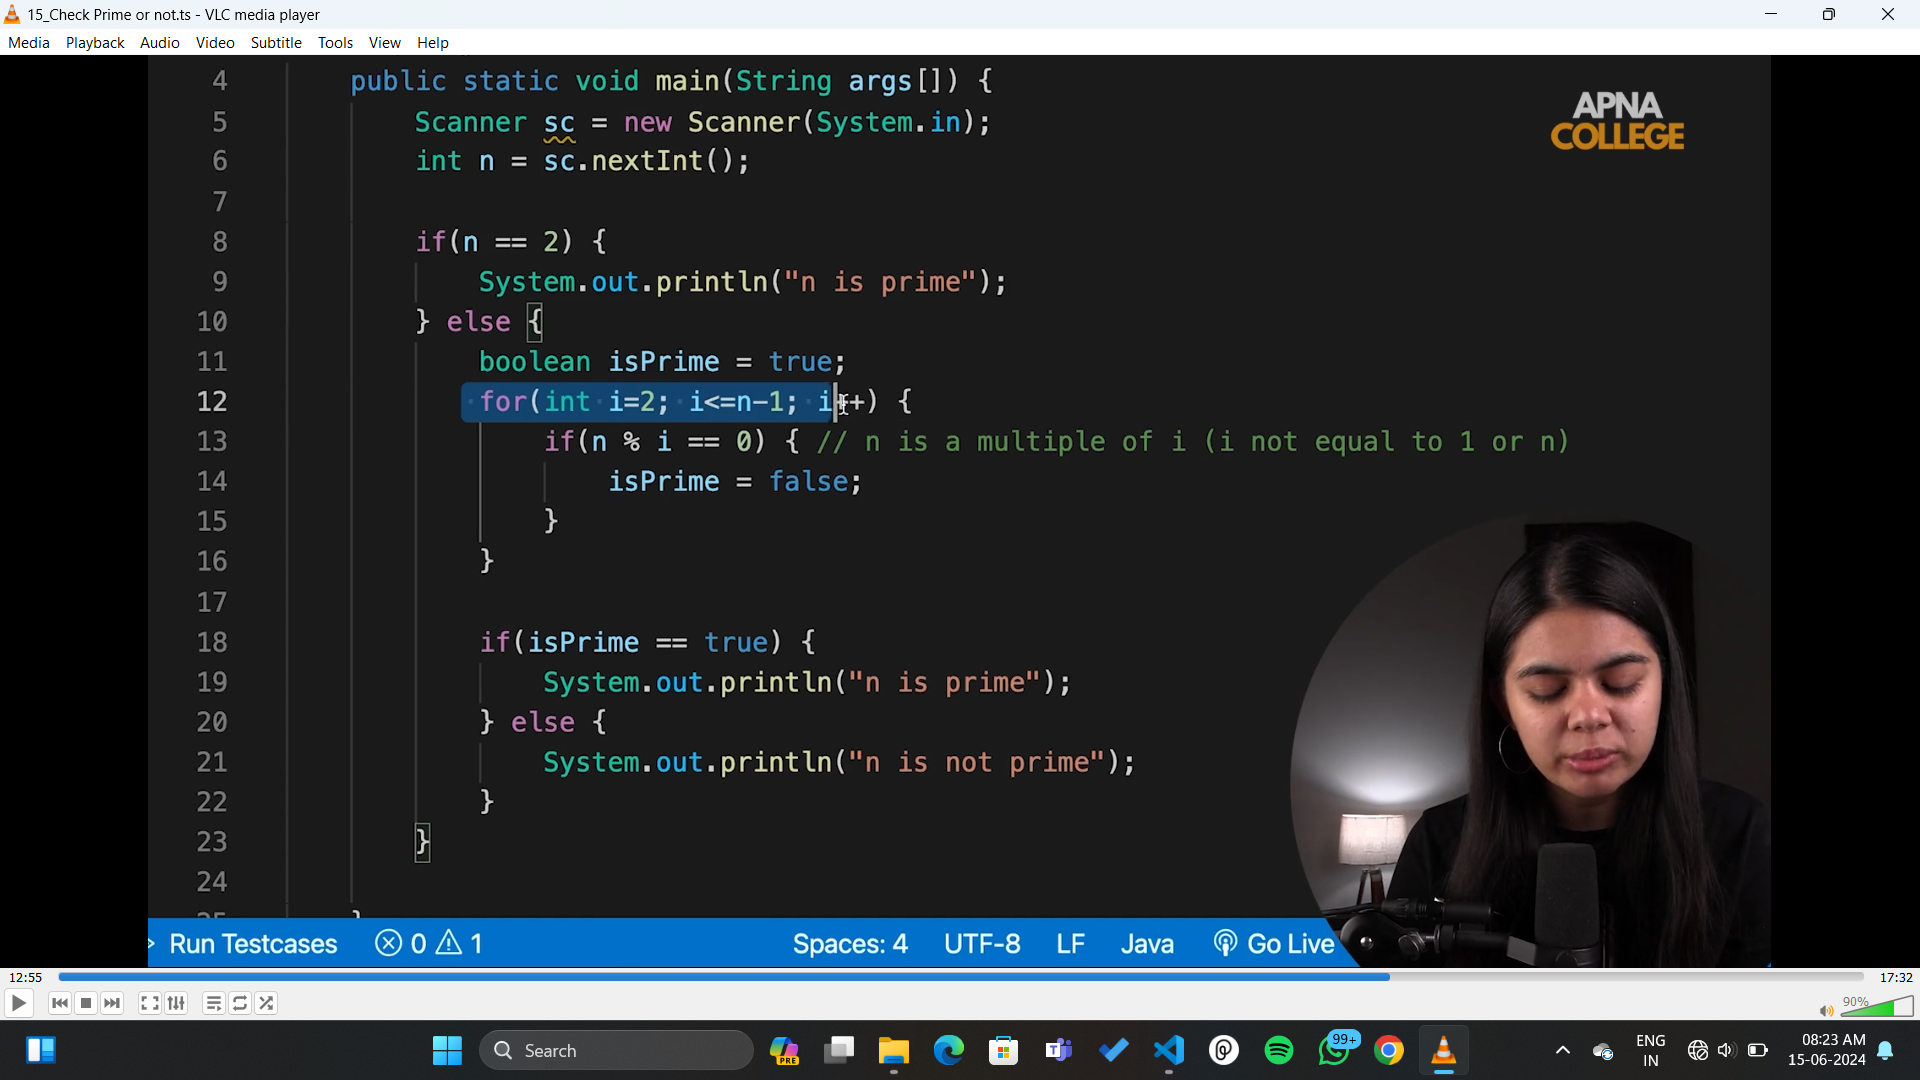 15_Check Prime or not.ts - VLC media player
Media Playback Audio Video Subtitle Tools View Help
4 public static void main(String args[]) {
5 Scanner sc = new Scanner(System.in);
6 int n = sc.nextInt();
7
8 if(n == 2) {
9 System.out.println("n is prime");
10 } else {
11 boolean isPrime = true;
12 for(int i=2; i<=n-1; i++) {
13 if(n % i == 0) { // n is a multiple of i (i not equal to 1 or n)
14 isPrime = false;
15 }
16 }
17
18 if(isPrime == true) {
19 System.out.println("n is prime");
20 } else {
21 System.out.println("n is not prime");
22 }
23 }
24
APNA
COLLEGE
Run Testcases 0 1 Spaces: 4 UTF-8 LF Java Go Live
12:55 17:32
90%
Search PRE 99+ ENG
IN
08:23 AM
15-06-2024